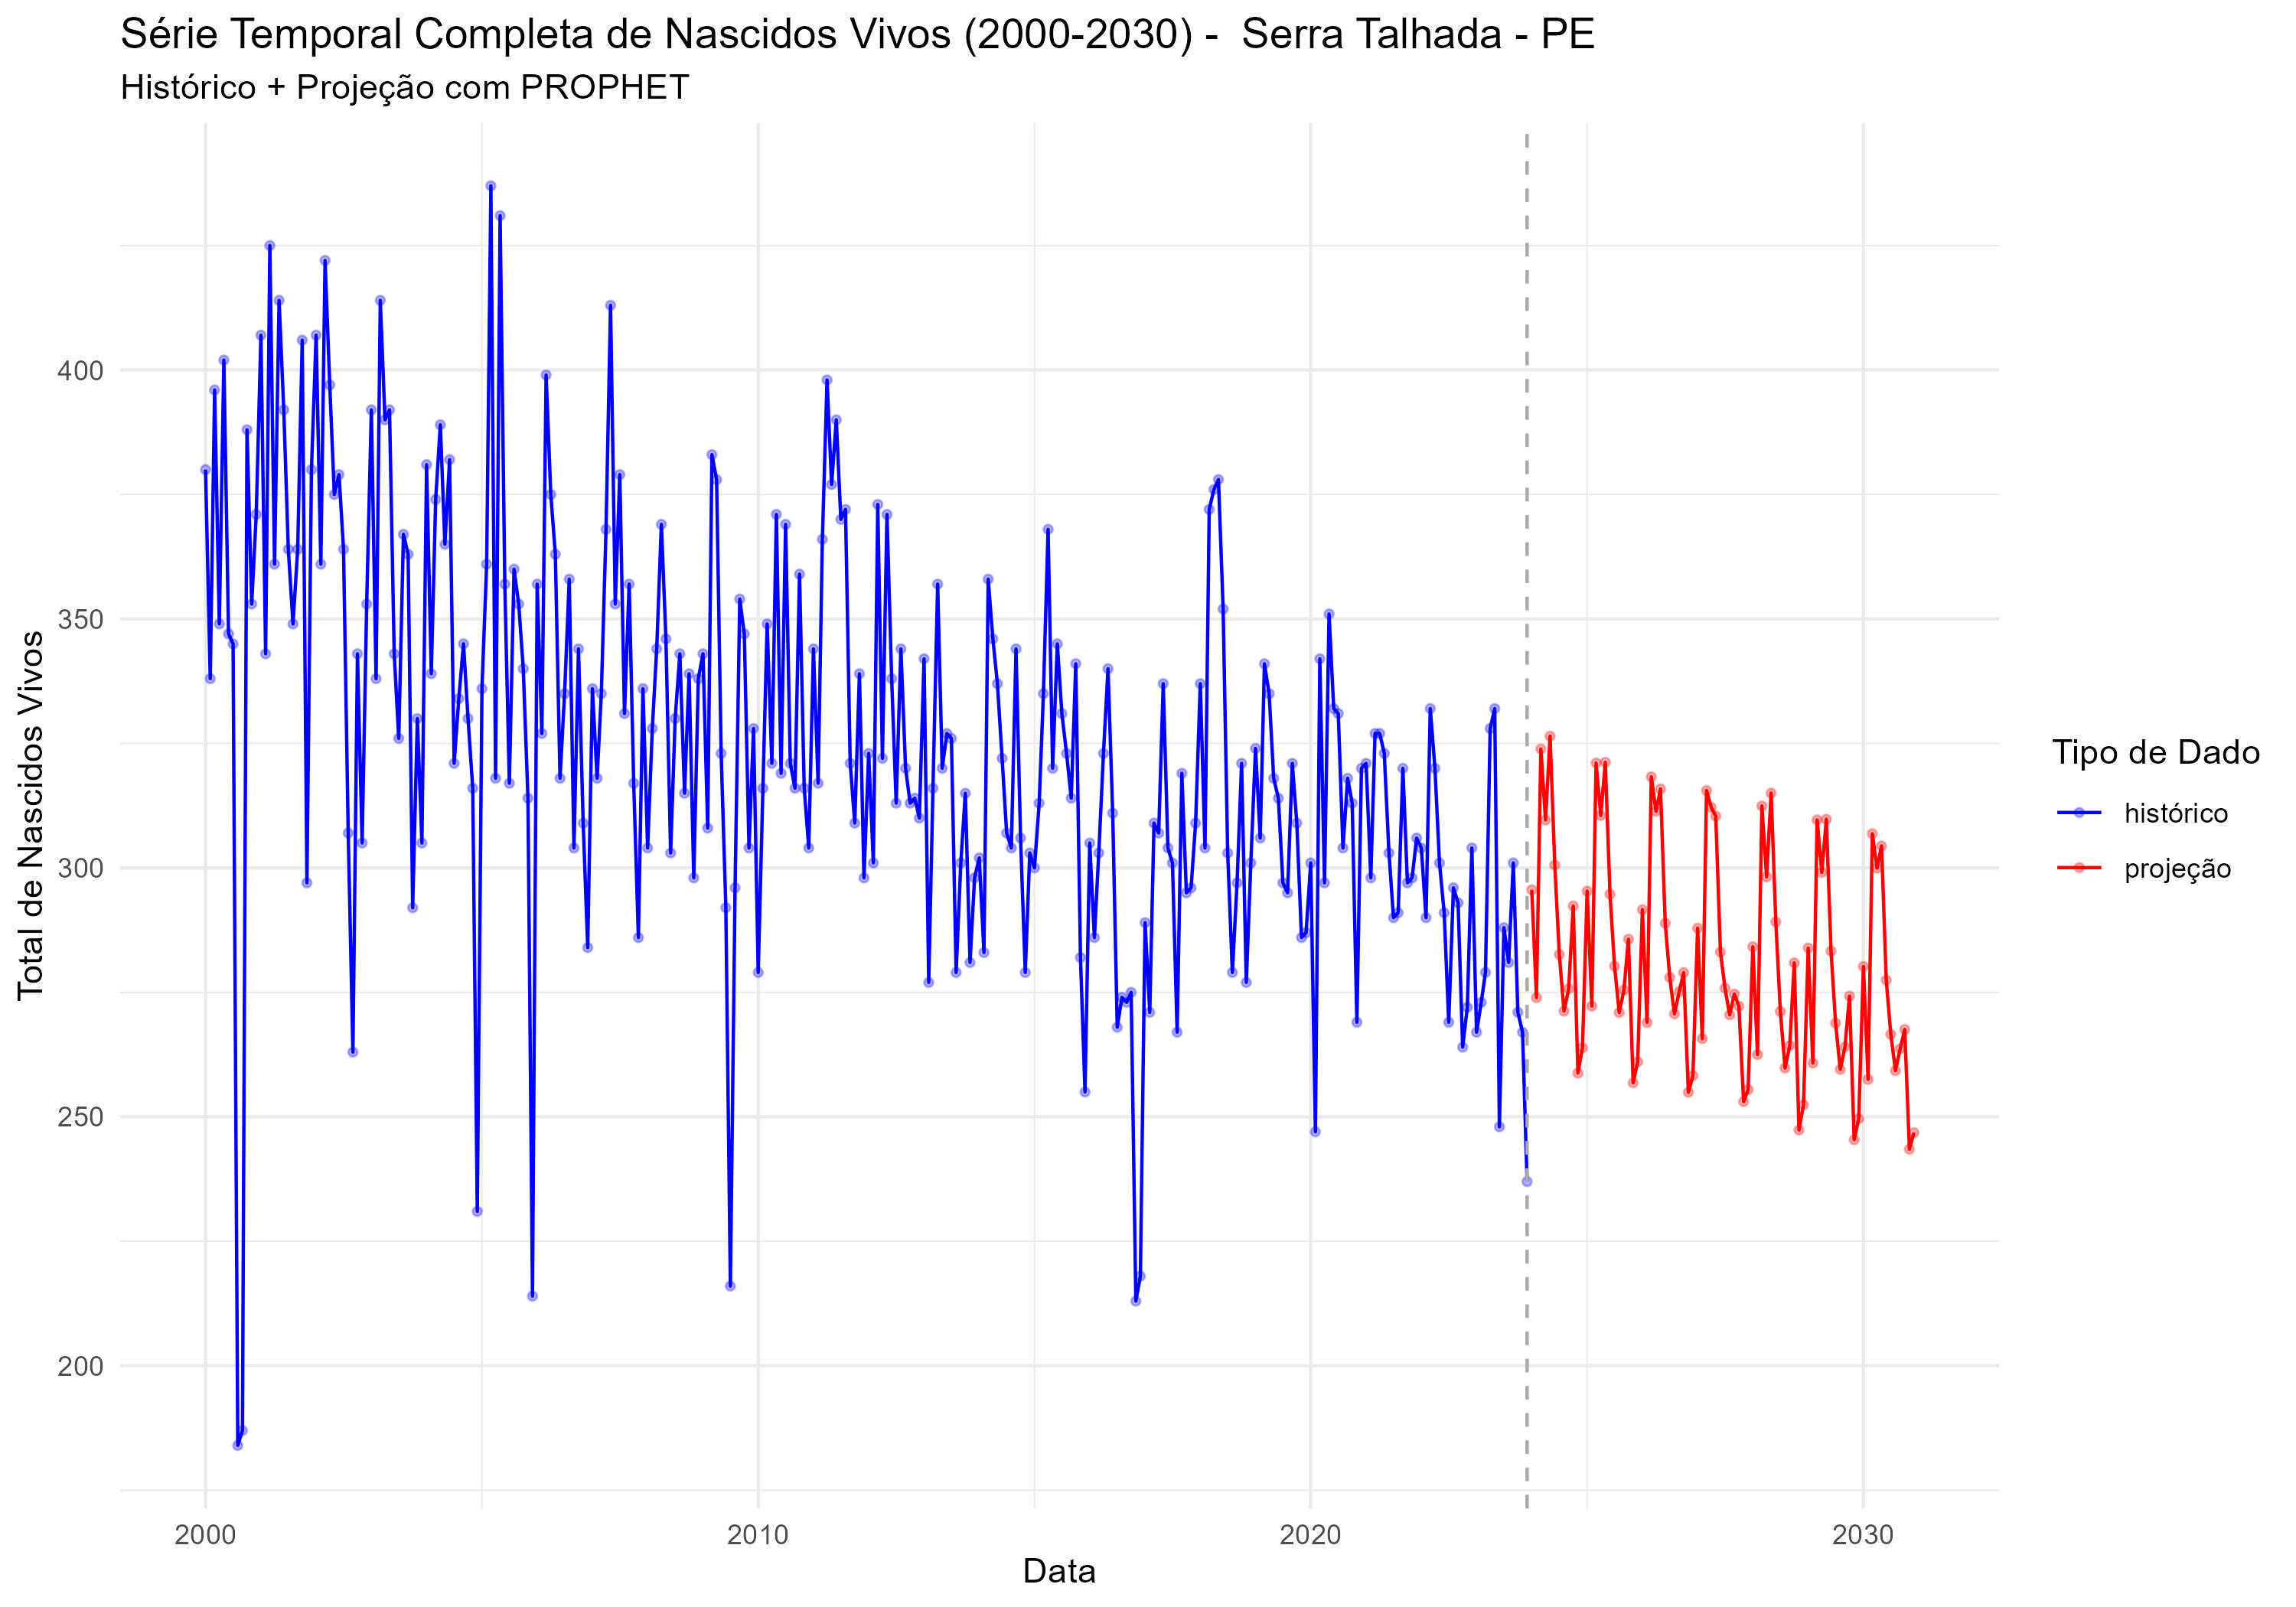 Série Temporal Completa de Nascidos Vivos (2000-2030) -  Serra Talhada - PE
Histórico + Projeção com PROPHET
Total de Nascidos Vivos
400
350
300
250
200
2000
2010
2020
2030
Data
Tipo de Dado
histórico
projeção